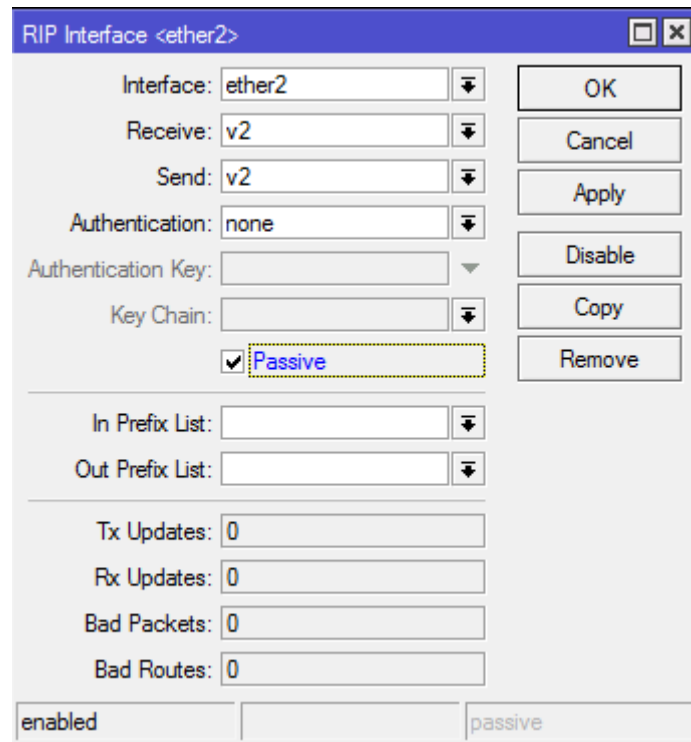 RIP Interface <ether2>
Interface: ether2
OK
Receive: v2
Cancel
Send: v2
Apply
Authentication: none
Authentication Key:
Disable
Key Chain:
Copy
Passive
Remove
In Prefix List:
Out Prefix List:
Tx Updates: 0
Rx Updates: 0
Bad Packets: 0
Bad Routes: 0
enabled
passive